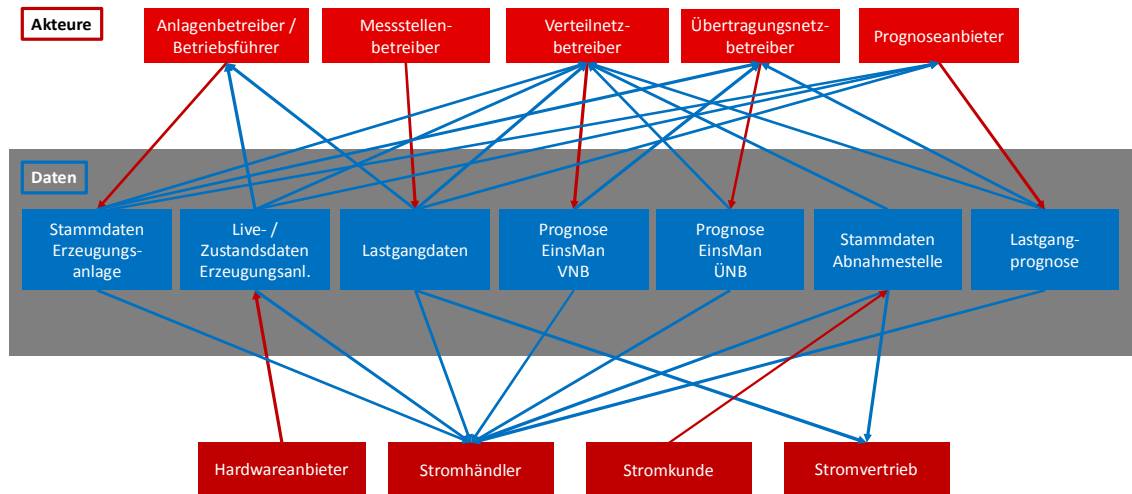 Akteure
Anlagenbetreiber /
Betriebsführer
Messstellen-
betreiber
Verteilnetz-
betreiber
Übertragungsnetz-
betreiber
Prognoseanbieter
Daten
Stammdaten
Erzeugungs-
anlage
Live- /
Zustandsdaten
Erzeugungsanl.
Lastgangdaten
Prognose
EinsMan
VNB
Prognose
EinsMan
ÜNB
Stammdaten
Abnahmestelle
Lastgang-
prognose
Hardwareanbieter
Stromhändler
Stromkunde
Stromvertrieb